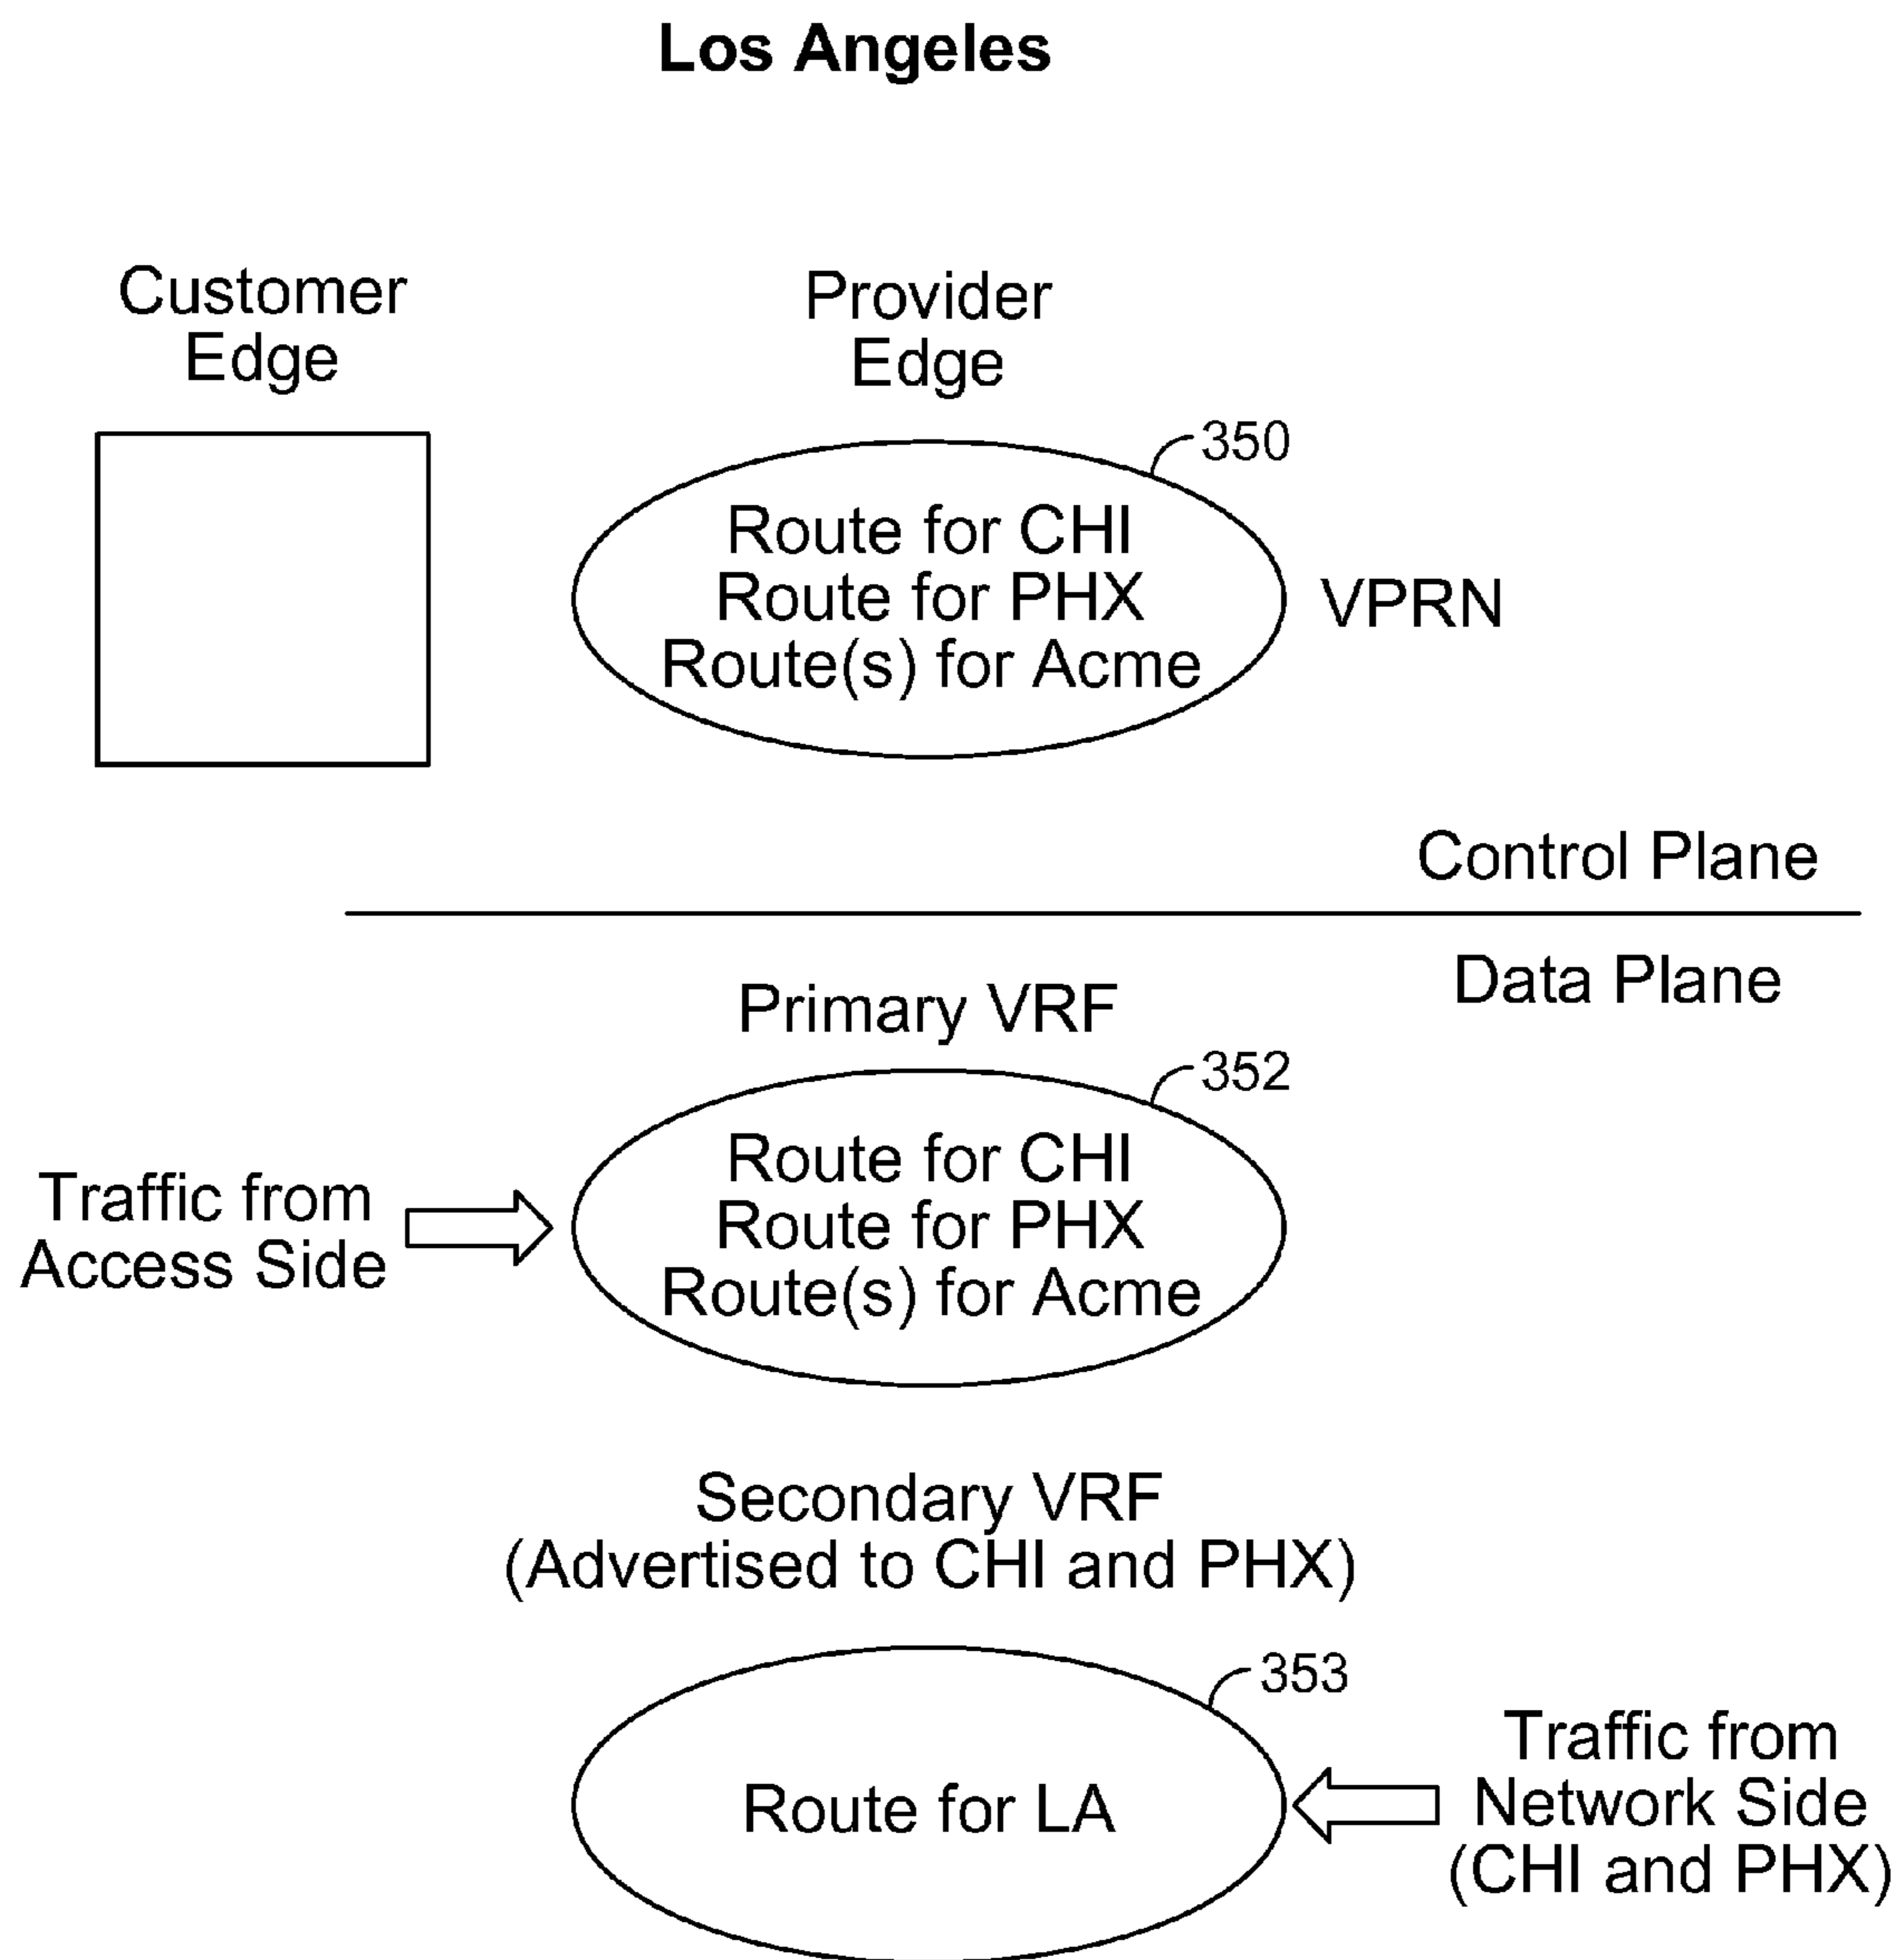 Los Angeles
Customer
Edge
Provider
Edge
350
Route for CHI
Route for PHX
Route(s) for Acme
VPRN
Control Plane
Data Plane
Primary VRF
352
Traffic from
Access Side
Route for CHI
Route for PHX
Route(s) for Acme
Secondary VRF
(Advertised to CHI and PHX)
353
Route for LA
Traffic from
Network Side
(CHI and PHX)